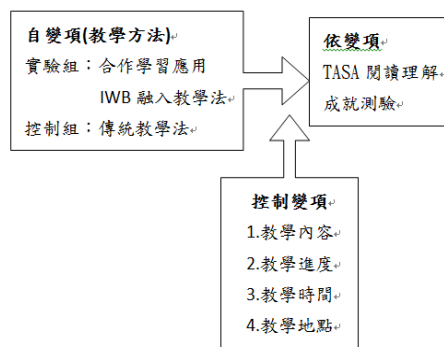 自變項(教學方法)
實驗組：合作學習應用
IWB 融入教學法
控制組：傳統教學法
依變項
TASA 閱讀理解
成就測驗
控制變項
1.教學內容
2.教學進度
3.教學時間
4.教學地點